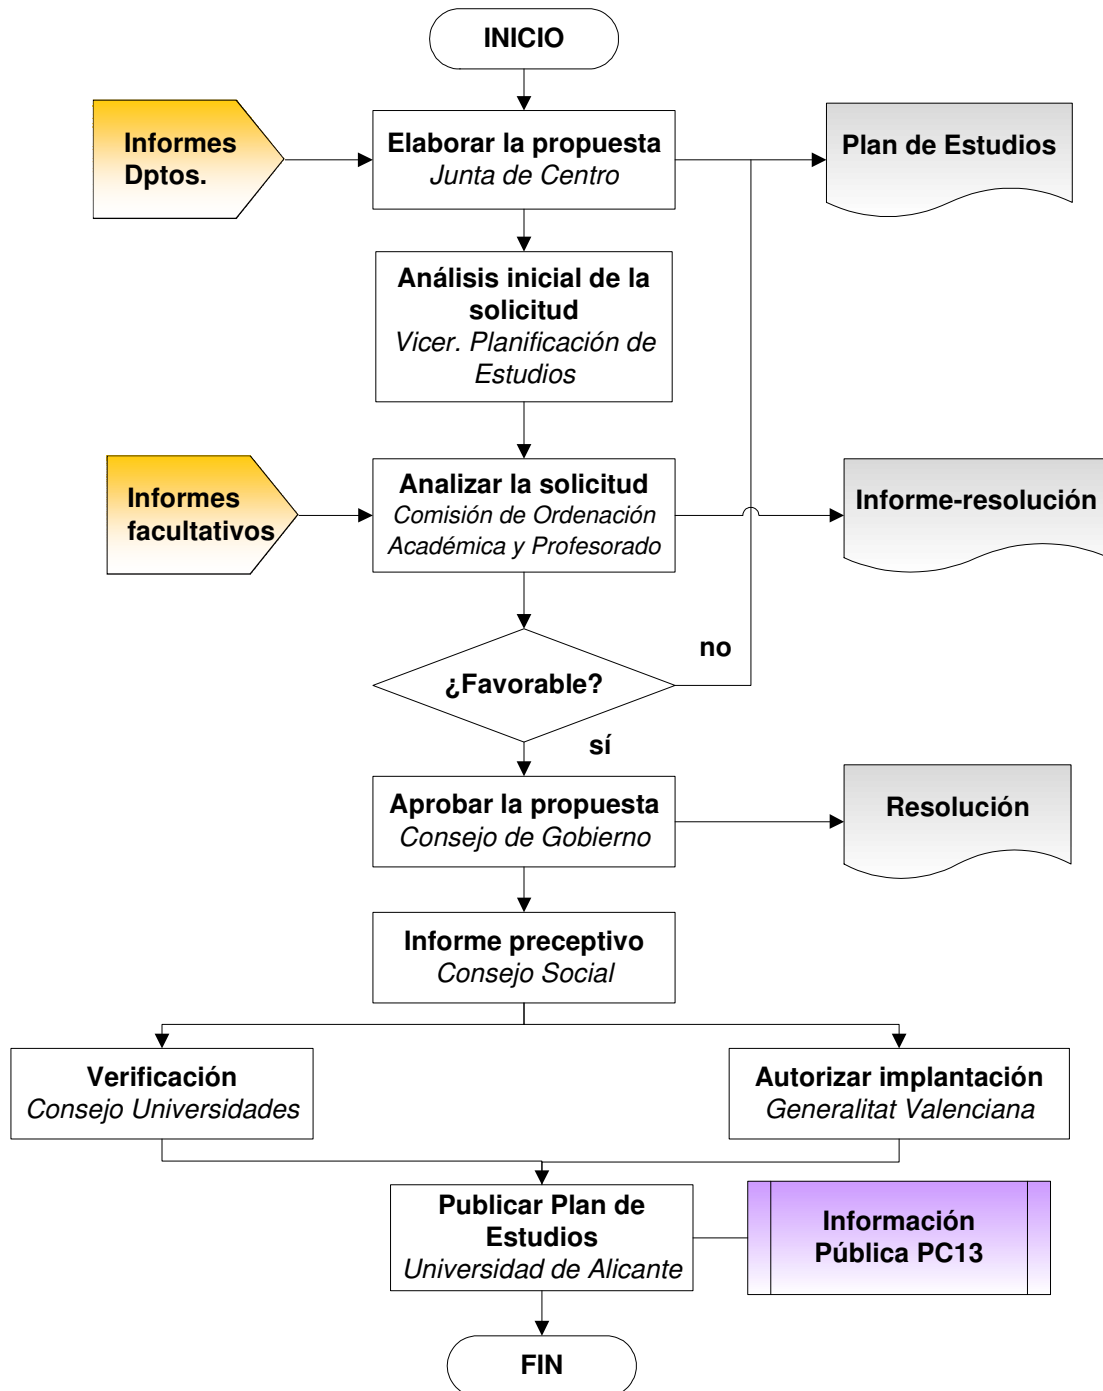 INICIO
Informes
Dptos.
Elaborar la propuesta
Junta de Centro
Plan de Estudios
Análisis inicial de la
solicitud
Vicer. Planificación de
Estudios
Informes
facultativos
Analizar la solicitud
Comisión de Ordenación
Académica y Profesorado
Informe-resolución
¿Favorable?
no
sí
Aprobar la propuesta
Consejo de Gobierno
Resolución
Informe preceptivo
Consejo Social
Verificación
Consejo Universidades
Autorizar implantación
Generalitat Valenciana
Publicar Plan de
Estudios
Universidad de Alicante
Información
Pública PC13
FIN